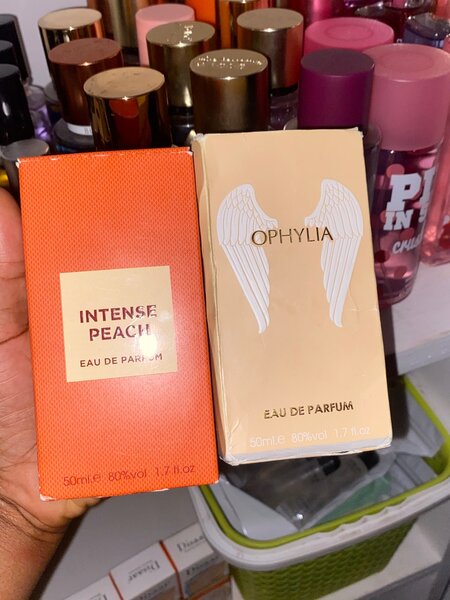 INTENSE
PEACH
EAU DE PARFUM
50ml.e 80%vol 1.7 fl.oz
OPHYLIA
EAU DE PARFUM
50ml.e 80%vol 1.7 fl.oz